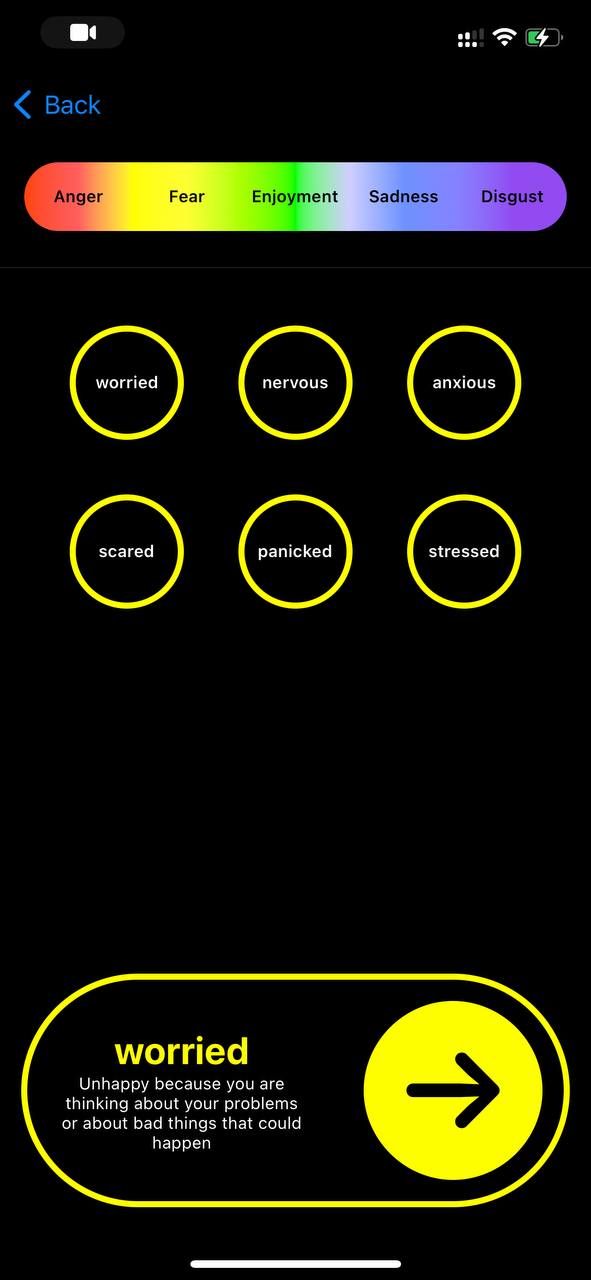 Back
Anger Fear Enjoyment Sadness Disgust
worried nervous anxious
scared panicked stressed
worried
Unhappy because you are
thinking about your problems
or about bad things that could
happen